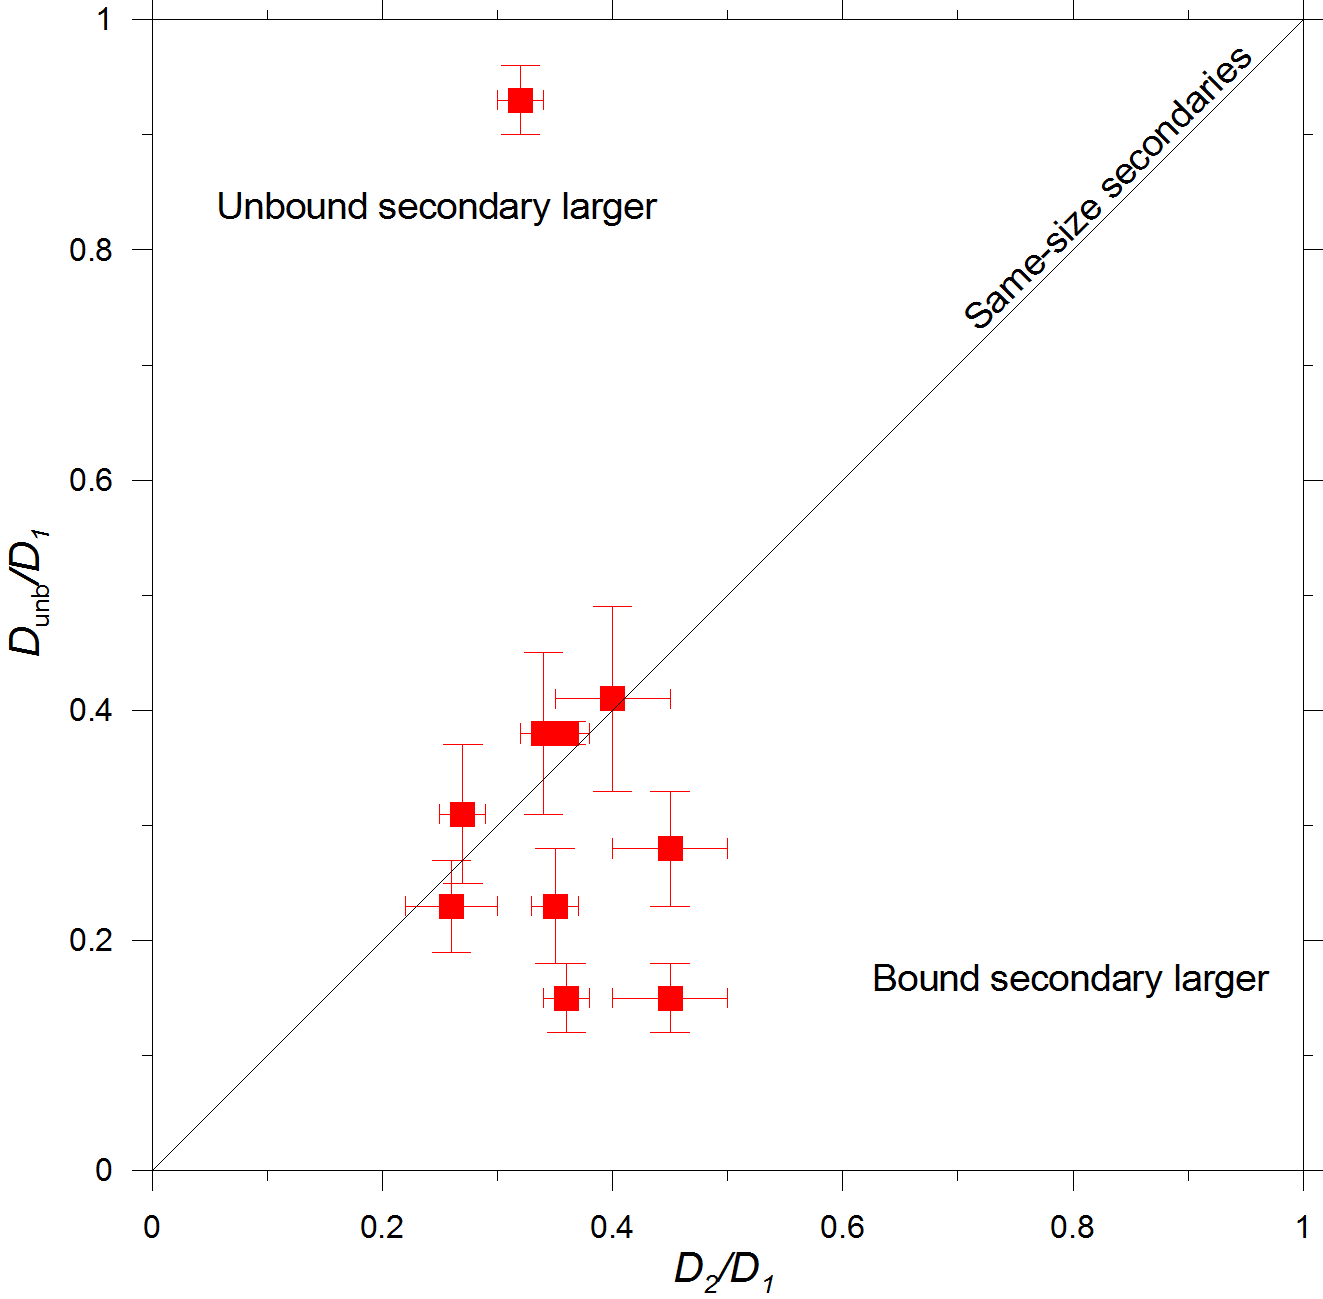 1
Same-size secondaries
Unbound secondary larger
0.8
0.6
Dunb/D1
0.4
0.2
Bound secondary larger
0
0 0.2 0.4 0.6 0.8 1
D2/D1